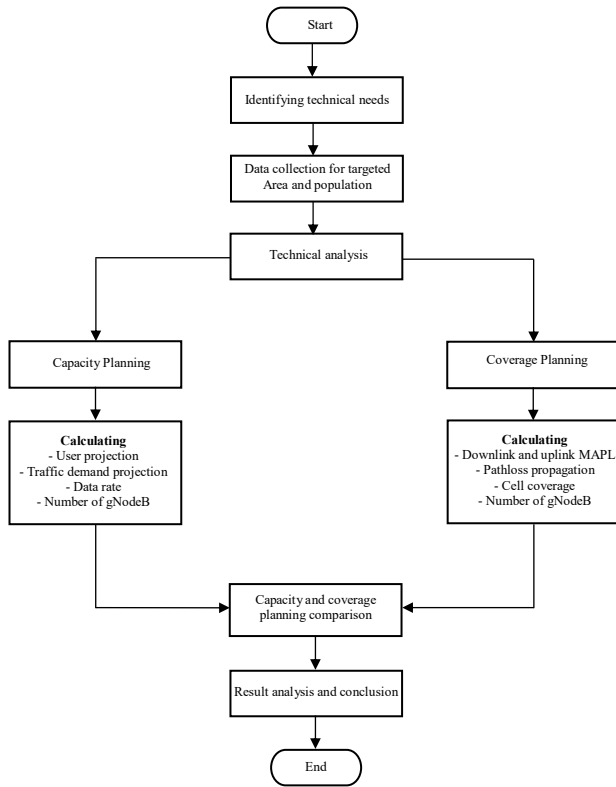 Start
Identifying technical needs
Data collection for targeted
Area and population
Technical analysis
Capacity Planning
Coverage Planning
Calculating
- User projection
- Traffic demand projection
- Data rate
- Number of gNodeB
Calculating
- Downlink and uplink MAPL
- Pathloss propagation
- Cell coverage
- Number of gNodeB
Capacity and coverage
planning comparison
Result analysis and conclusion
End